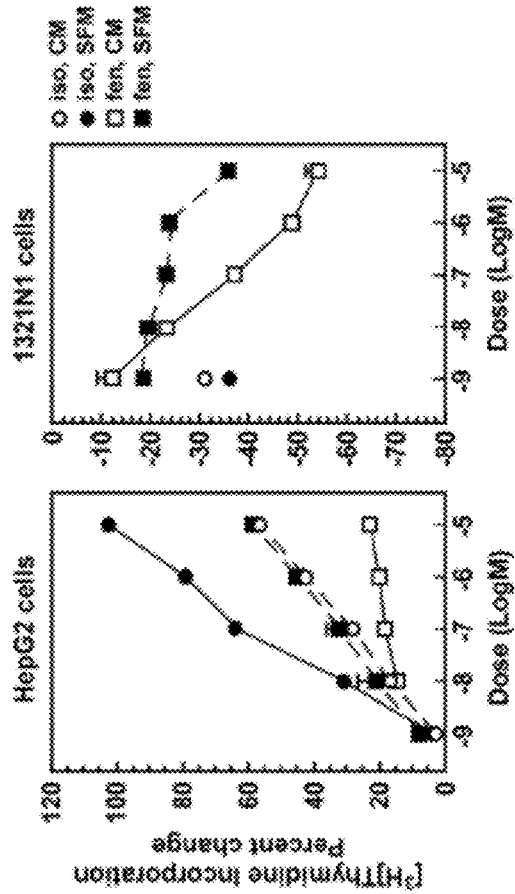 HepG2 cells
[³H]Thymidine Incorporation
Percent change
120
100
80
60
40
20
0
-9
-8
-7
-6
-5
Dose (LogM)
1321N1 cells
0
-10
-20
-30
-40
-50
-60
-70
-80
-9
-8
-7
-6
-5
Dose (LogM)
iso, CM
iso, SFM
fen, CM
fen, SFM